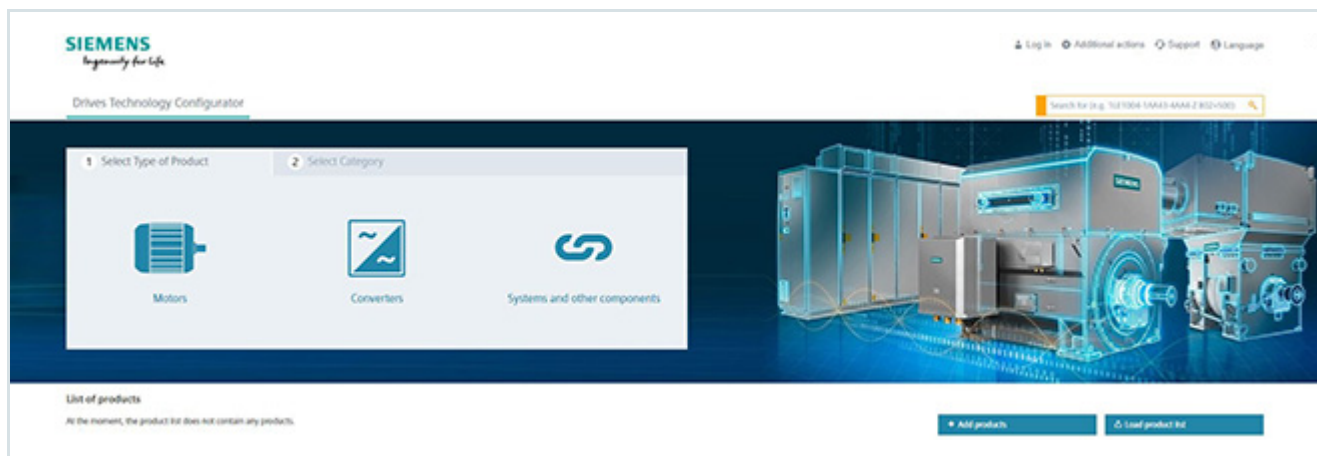 SIEMENS
Ingenuity for life
Log in Additional actions Support Language
Drives Technology Configurator
Search for (e.g.
1 Select Type of Product 2 Select Category
SIEMENS
Motors Converters Systems and other components
List of products
At the moment, the product list does not contain any products.
+ Add products Load product list